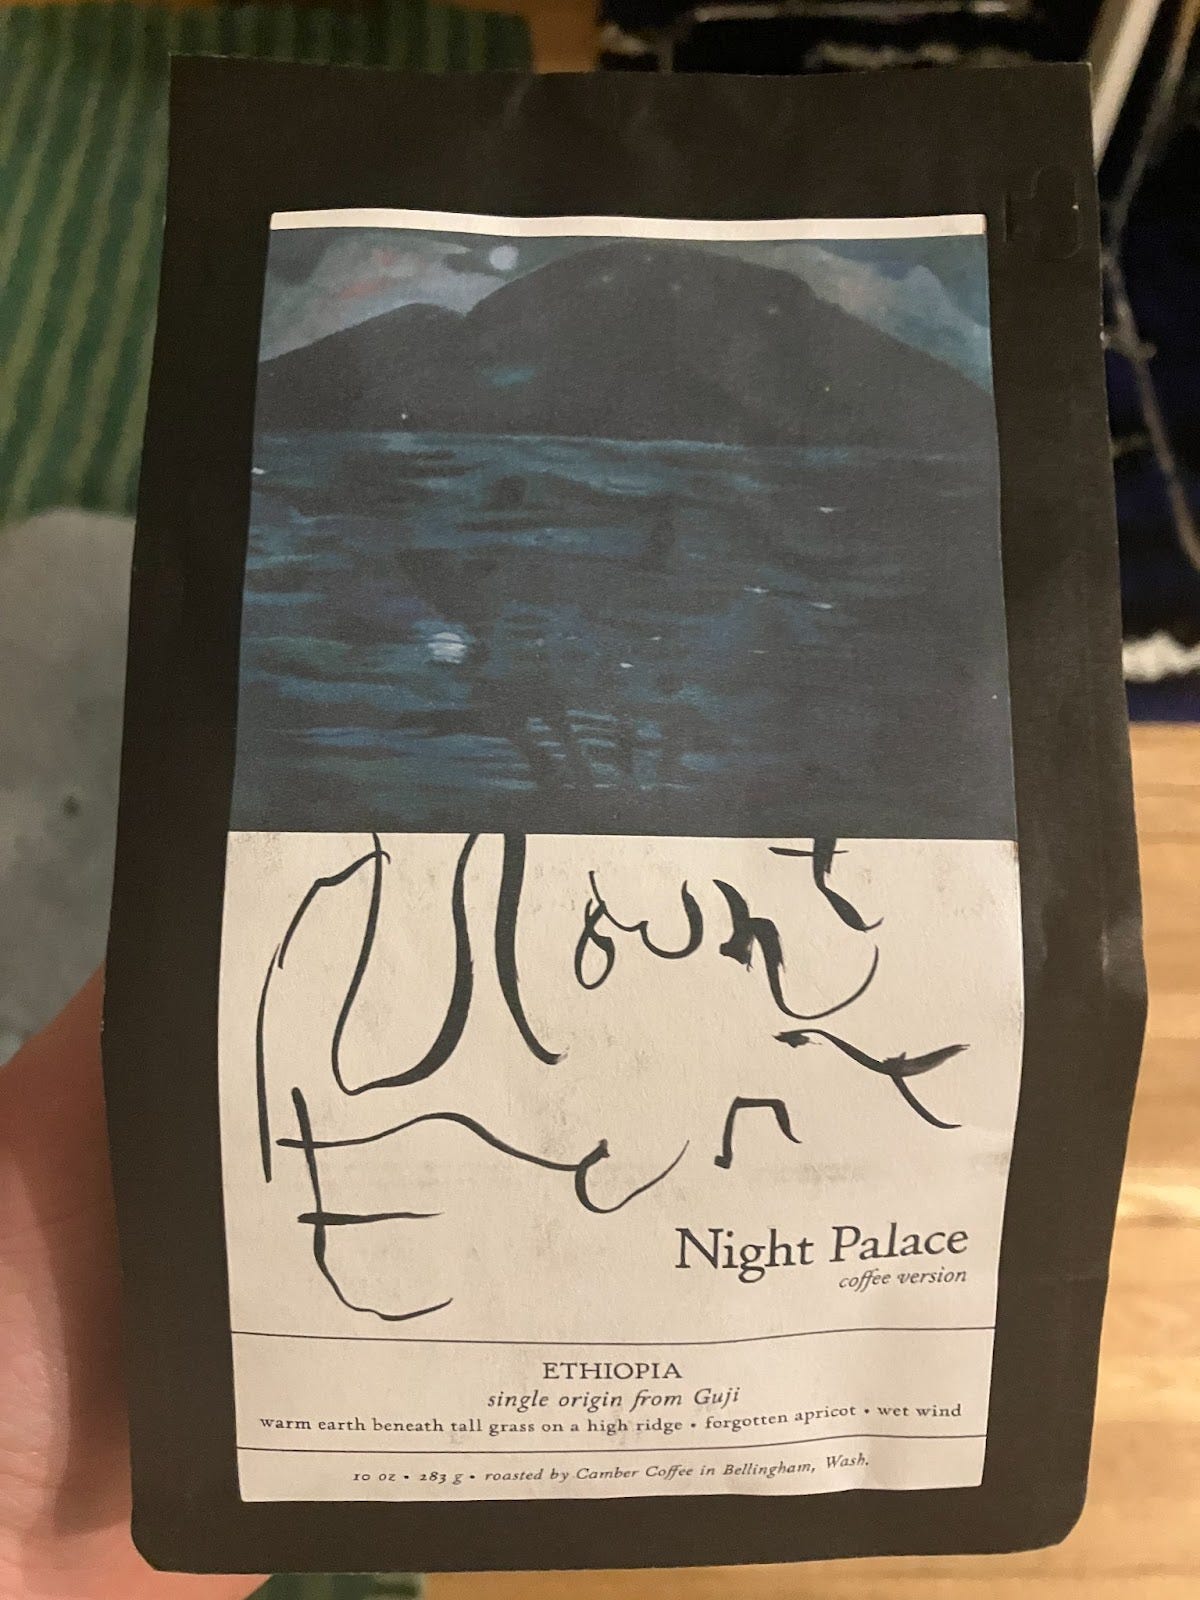 Mount
Eerie
Night Palace
coffee version
ETHIOPIA
single origin from Guji
warm earth beneath tall grass on a high ridge • forgotten apricot • wet wind
10 oz • 283 g • roasted by Camber Coffee in Bellingham, Wash.